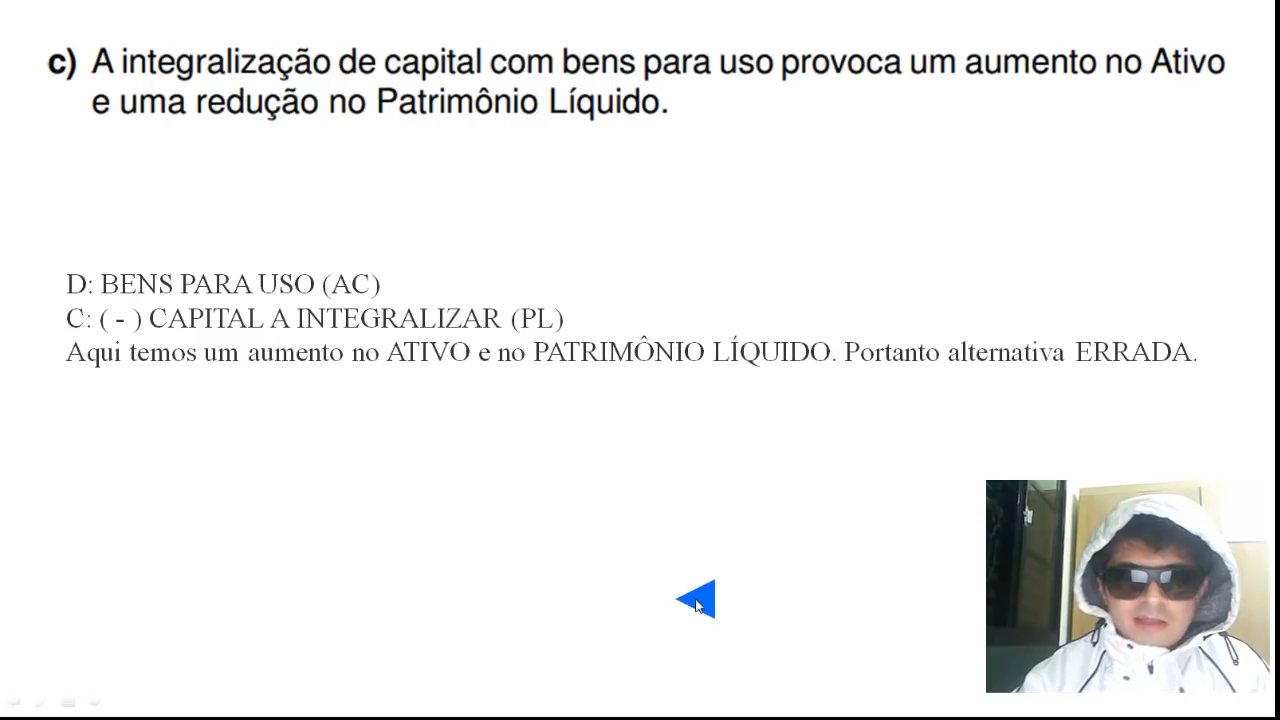 c) A integralização de capital com bens para uso provoca um aumento no Ativo
e uma redução no Patrimônio Líquido.
D: BENS PARA USO (AC)
C: ( - ) CAPITAL A INTEGRALIZAR (PL)
Aqui temos um aumento no ATIVO e no PATRIMÔNIO LÍQUIDO. Portanto alternativa ERRADA.